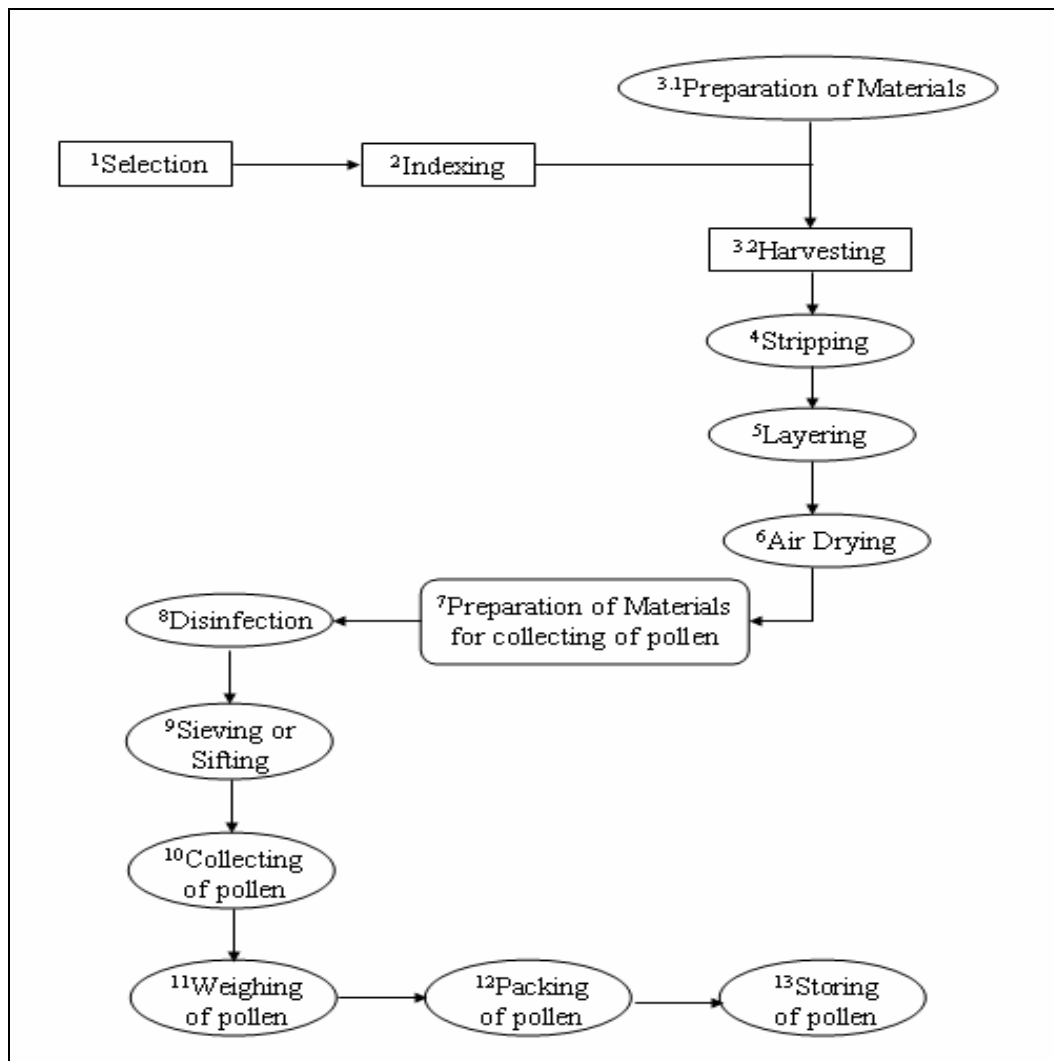 ³·¹Preparation of Materials
¹Selection
²Indexing
³·²Harvesting
⁴Stripping
⁵Layering
⁶Air Drying
⁷Preparation of Materials
for collecting of pollen
⁸Disinfection
⁹Sieving or
Sifting
¹⁰Collecting
of pollen
¹¹Weighing
of pollen
¹²Packing
of pollen
¹³Storing
of pollen